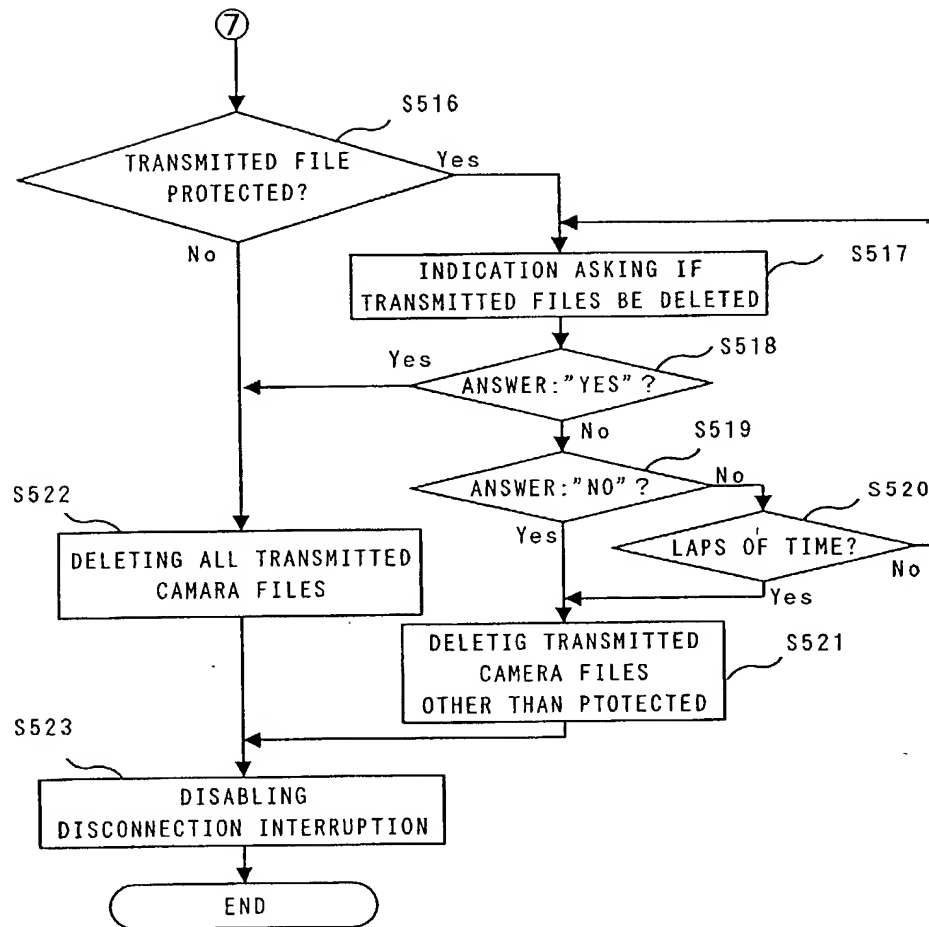 7
S516
TRANSMITTED FILE
PROTECTED?
Yes
No
S517
INDICATION ASKING IF
TRANSMITTED FILES BE DELETED
S518
Yes
ANSWER:"YES"?
No
S519
ANSWER:"NO"?
No
Yes
S520
LAPS OF TIME?
No
Yes
S522
DELETING ALL TRANSMITTED
CAMARA FILES
S521
DELETIG TRANSMITTED
CAMERA FILES
OTHER THAN PTOTECTED
S523
DISABLING
DISCONNECTION INTERRUPTION
END